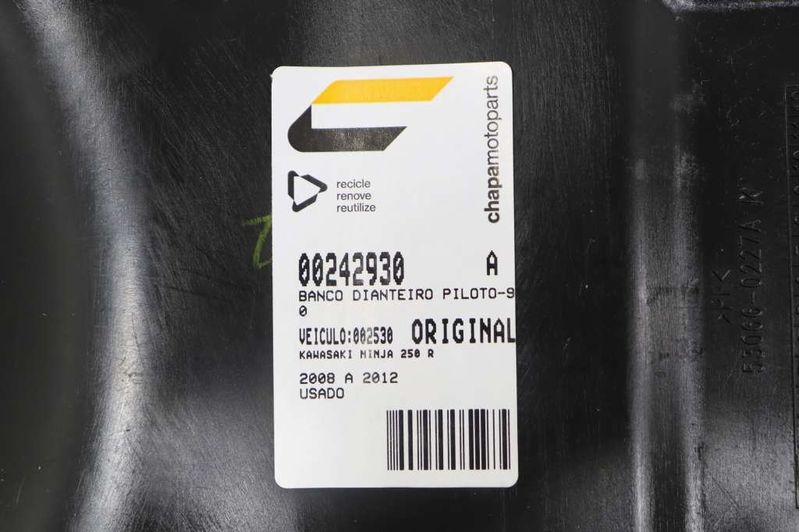 chapamotoparts
recicle
renove
reutilize
00242930 A
BANCO DIANTEIRO PILOTO-9
0
VEICULO:002530 ORIGINAL
KAWASAKI NINJA 250 R
2008 A 2012
USADO
53066-0227A R